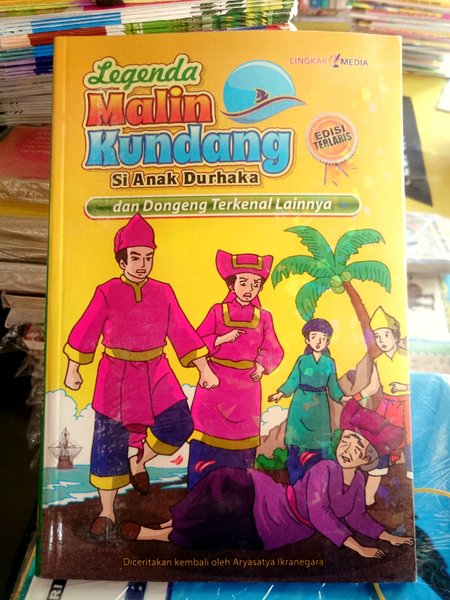 LINGKAR MEDIA
Legenda
Malin
Kundang
Si Anak Durhaka
EDISI
TERLARIS
dan Dongeng Terkenal Lainnya
Diceritakan kembali oleh Aryasatya Ikranegara